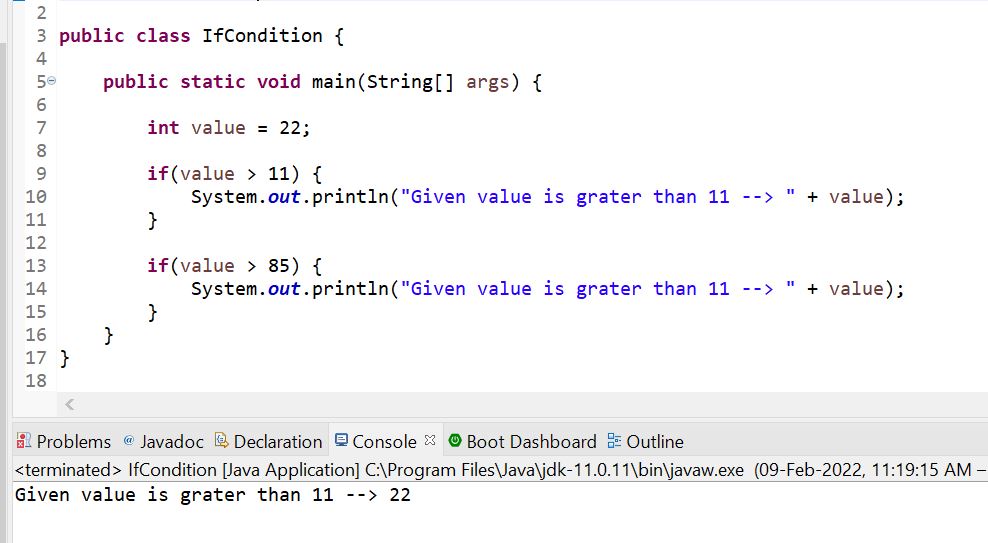 2
3 public class IfCondition {
4
5 public static void main(String[] args) {
6
7 int value = 22;
8
9 if(value > 11) {
10 System.out.println("Given value is grater than 11 --> " + value);
11 }
12
13 if(value > 85) {
14 System.out.println("Given value is grater than 11 --> " + value);
15 }
16 }
17 }
18
Problems @ Javadoc Declaration Console Boot Dashboard Outline
<terminated> IfCondition [Java Application] C:\Program Files\Java\jdk-11.0.11\bin\javaw.exe (09-Feb-2022, 11:19:15 AM –
Given value is grater than 11 --> 22